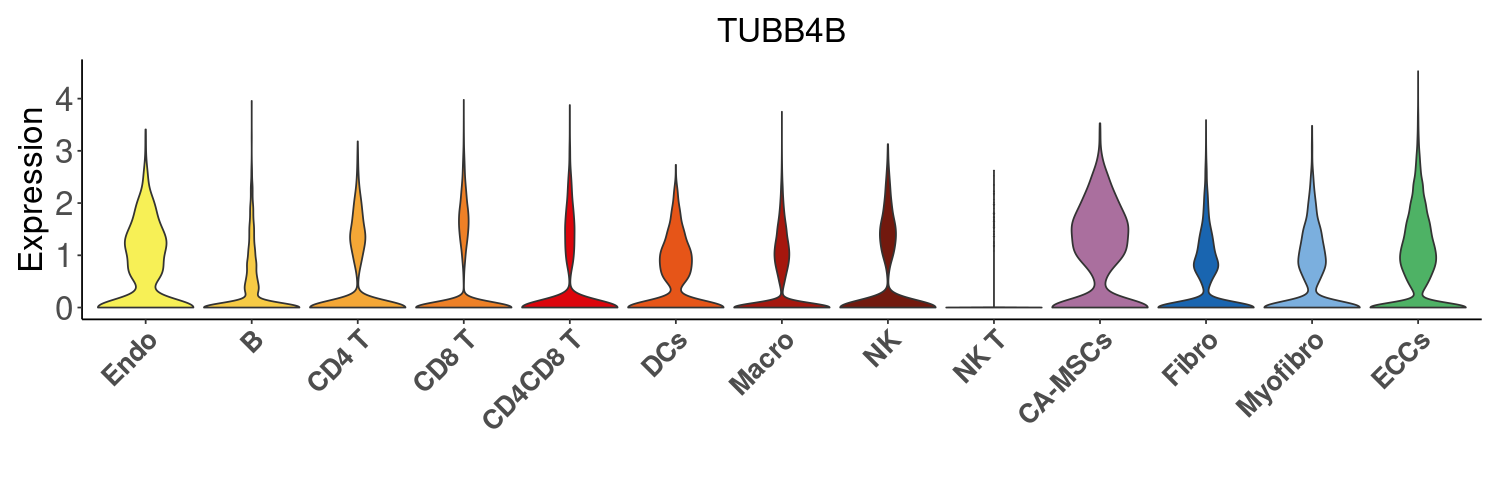 TUBB4B
Expression
4
3
2
1
0
Endo
B
CD4 T
CD8 T
CD4CD8 T
DCs
Macro
NK
NK T
CA-MSCs
Fibro
Myofibro
ECCs